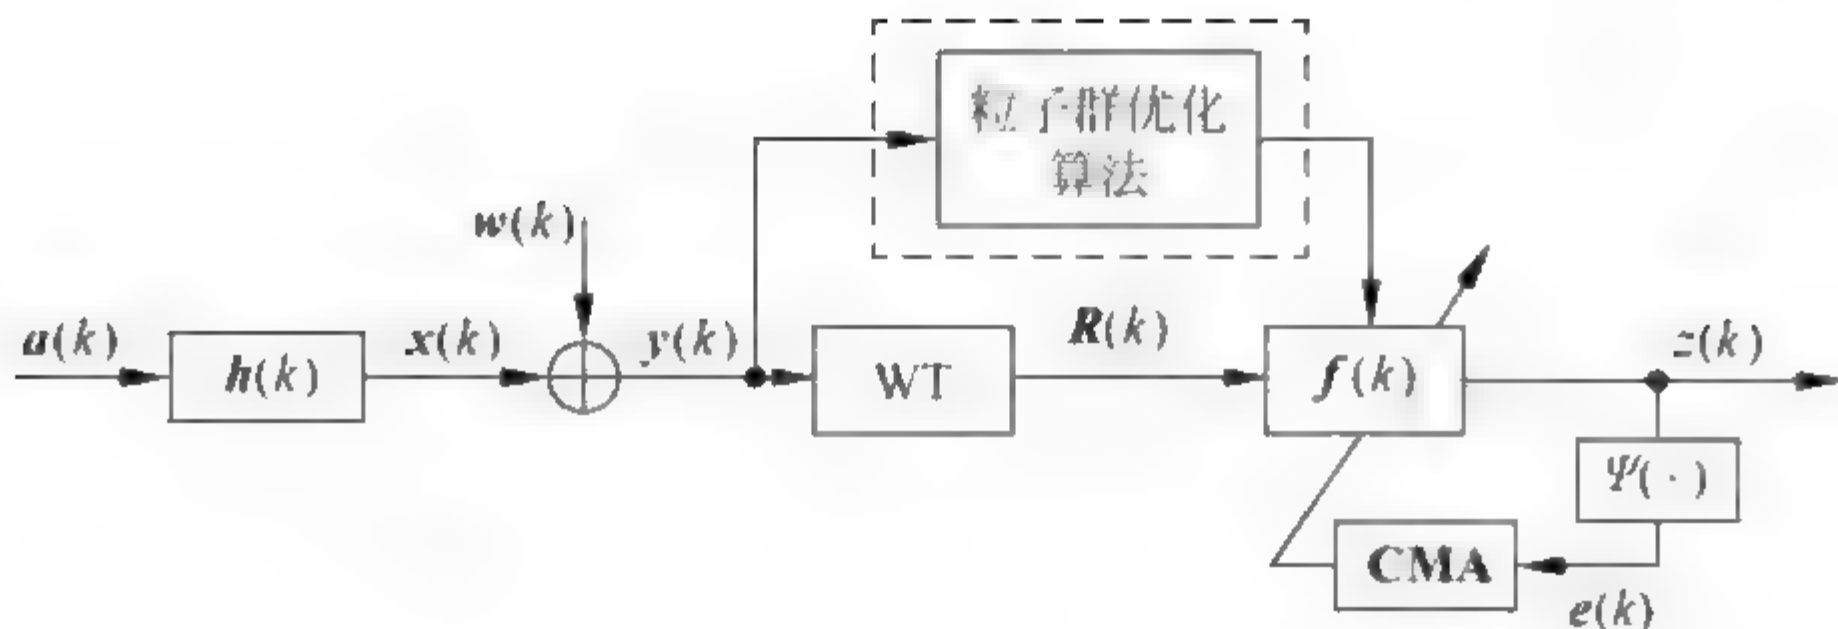 粒子群优化
算法
w(k)
a(k)
h(k)
x(k)
y(k)
WT
R(k)
f(k)
z(k)
Ψ(·)
CMA
e(k)